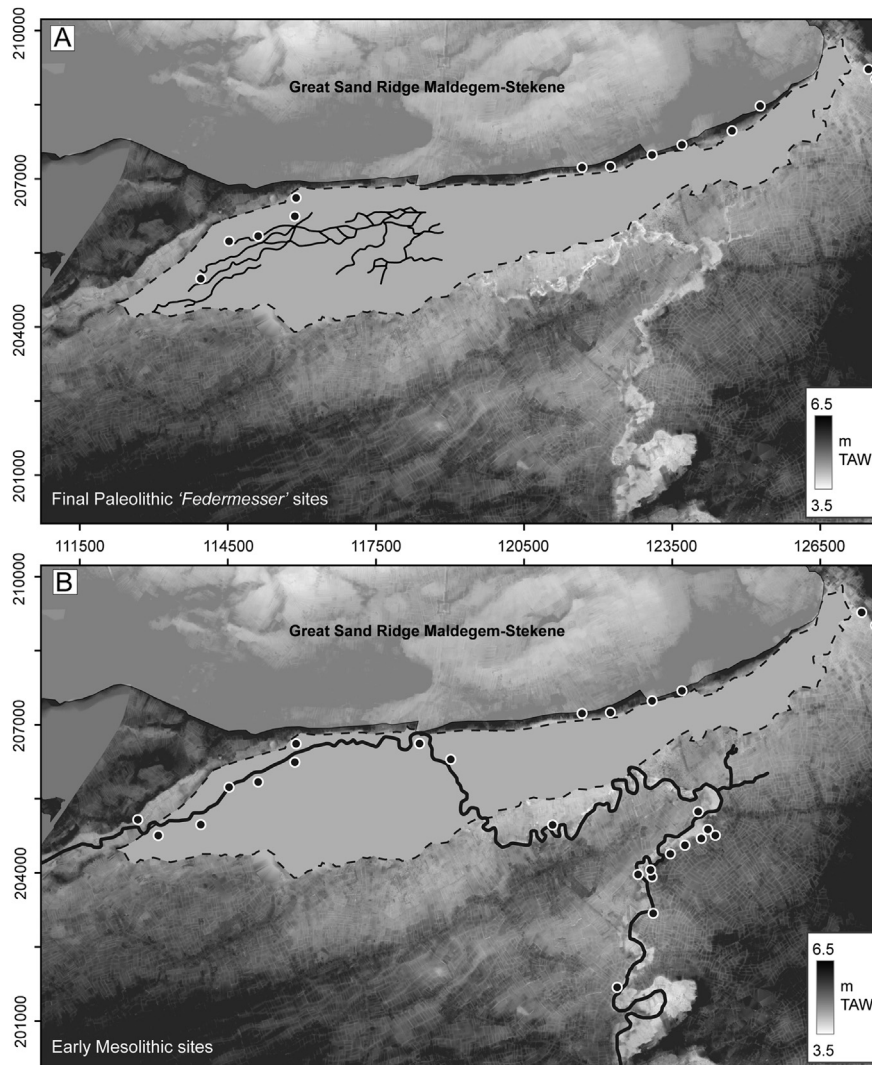 A
Great Sand Ridge Maldegem-Stekene
210000
207000
204000
201000
6.5
m
TAW
3.5
Final Paleolithic 'Federmesser' sites
111500
114500
117500
120500
123500
126500
B
Great Sand Ridge Maldegem-Stekene
210000
207000
204000
201000
6.5
m
TAW
3.5
Early Mesolithic sites